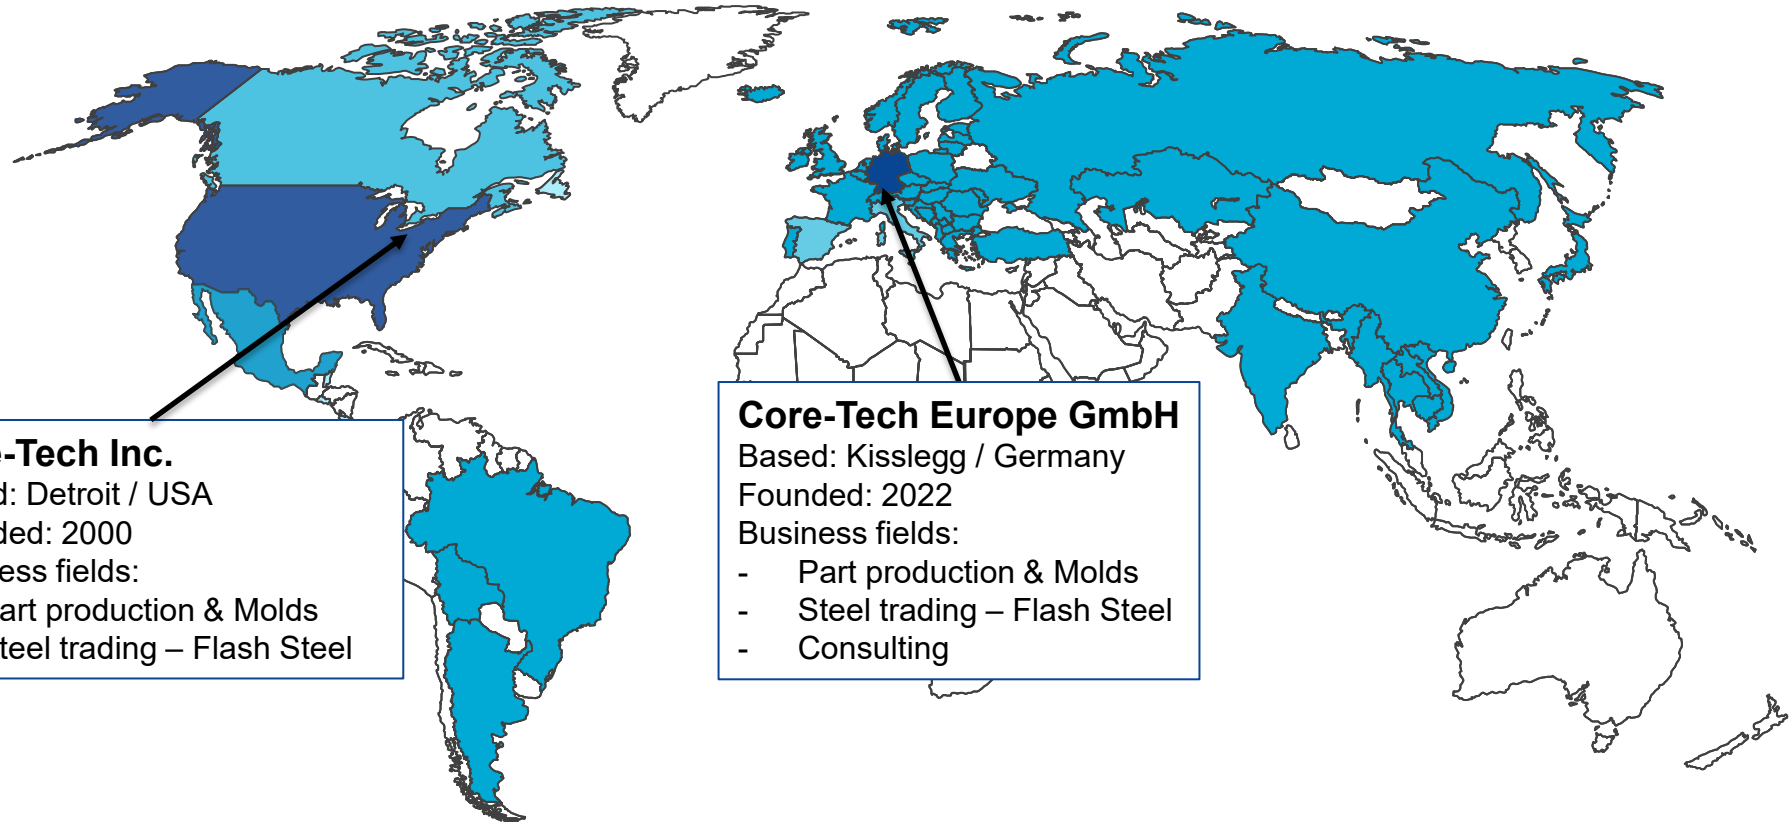 -Tech Inc.
d: Detroit / USA
ded: 2000
ess fields:
art production & Molds
teel trading – Flash Steel
Core-Tech Europe GmbH
Based: Kisslegg / Germany
Founded: 2022
Business fields:
- Part production & Molds
- Steel trading – Flash Steel
- Consulting